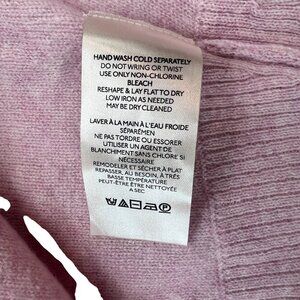 HAND WASH COLD SEPARATELY
DO NOT WRING OR TWIST
USE ONLY NON-CHLORINE
BLEACH
RESHAPE & LAY FLAT TO DRY
LOW IRON AS NEEDED
MAY BE DRY CLEANED
LAVER À LA MAIN À L'EAU FROIDE
SÉPARÉMEN
NE PAS TORDRE OU ESSORER
UTILISER UN AGENT DE
BLANCHIMENT SANS CHLORE SI
NÉCESSAIRE
REMODELER ET SÉCHER À PLAT
REPASSER, AU BESOIN, À TRÈS
BASSE TEMPÉRATURE
PEUT-ÊTRE ÊTRE NETTOYÉE
A SEC